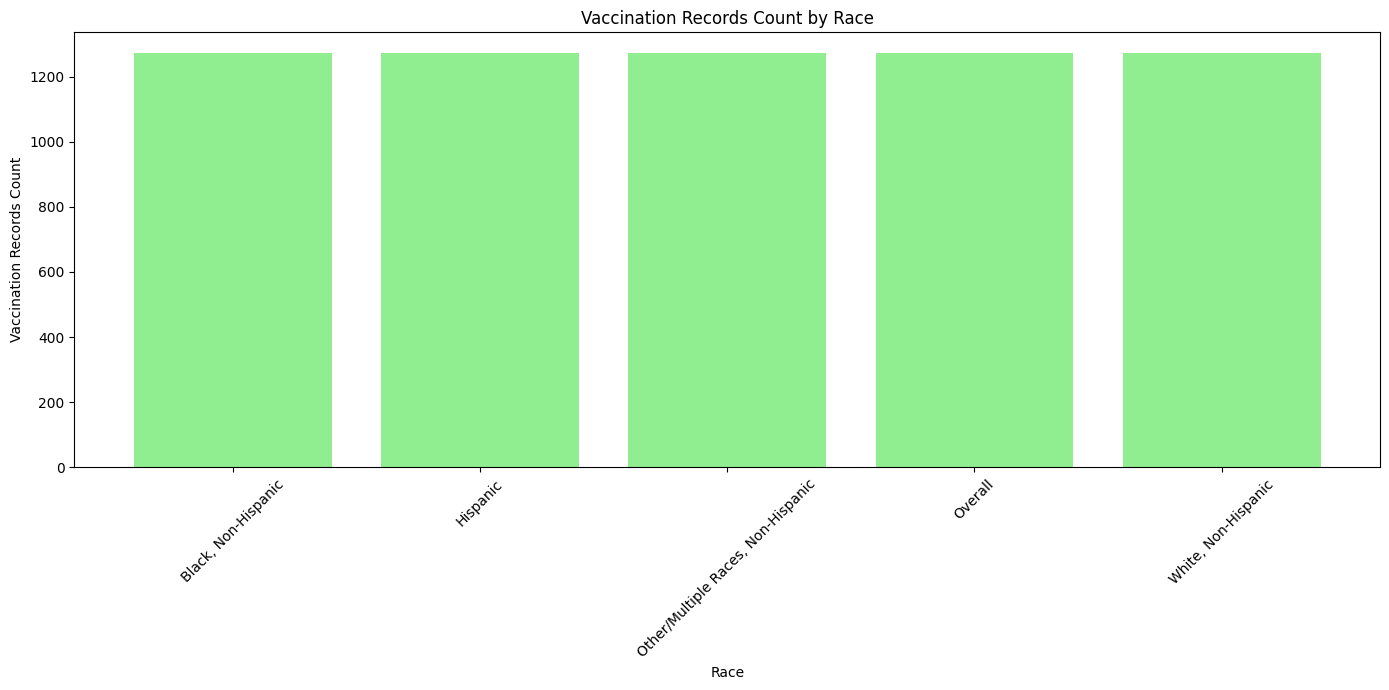 Vaccination Records Count by Race
Vaccination Records Count
1200
1000
800
600
400
200
0
Black, Non-Hispanic
Hispanic
Other/Multiple Races, Non-Hispanic
Overall
White, Non-Hispanic
Race